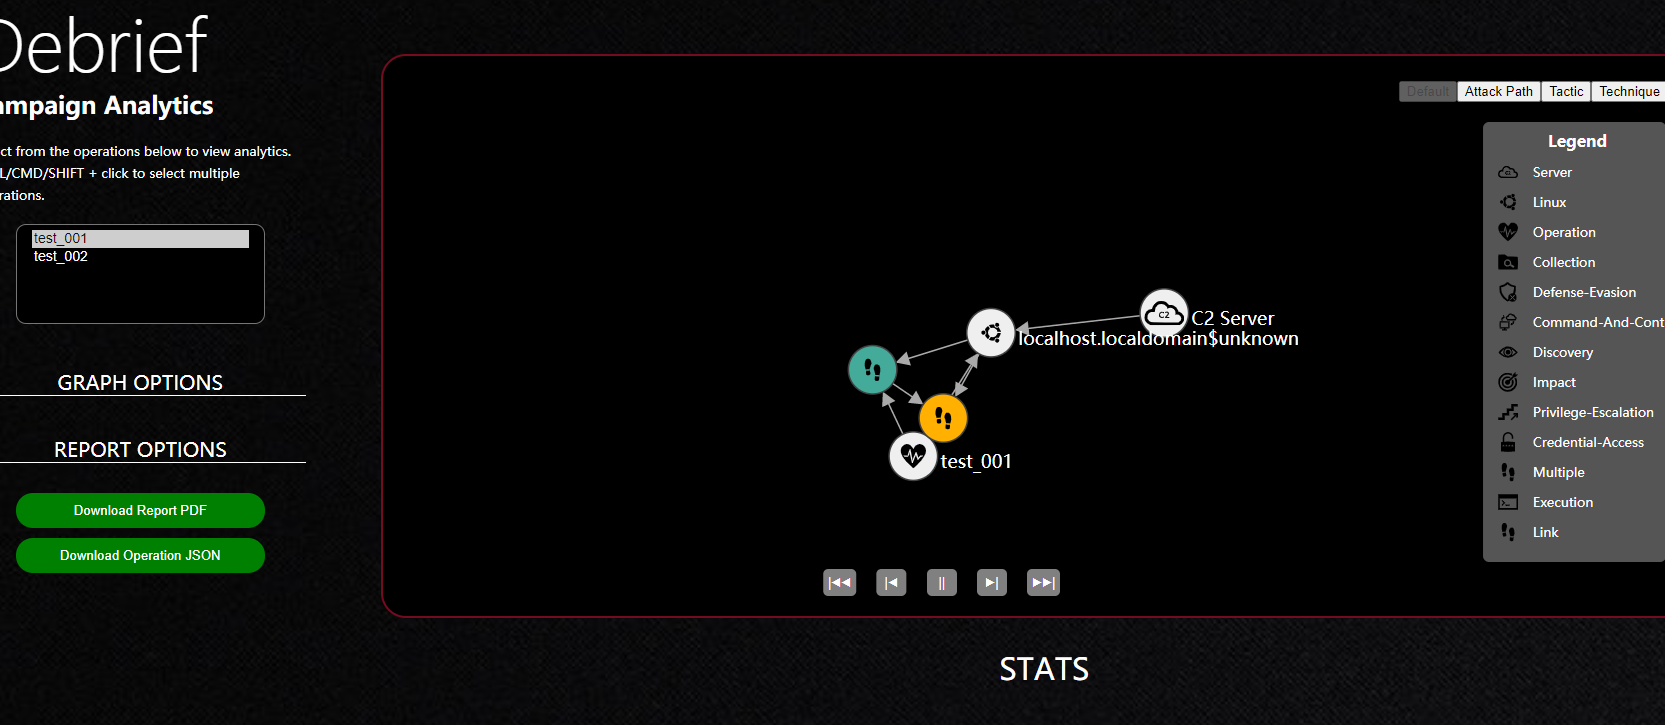 Debrief
ampaign Analytics
ct from the operations below to view analytics.
L/CMD/SHIFT + click to select multiple
rations.
test_001
test_002
GRAPH OPTIONS
REPORT OPTIONS
Download Report PDF
Download Operation JSON
Default Attack Path Tactic Technique
Legend
Server
Linux
Operation
Collection
Defense-Evasion
Command-And-Cont
Discovery
Impact
Privilege-Escalation
Credential-Access
Multiple
Execution
Link
C2
C2 Server
localhost.localdomain$unknown
test_001
STATS